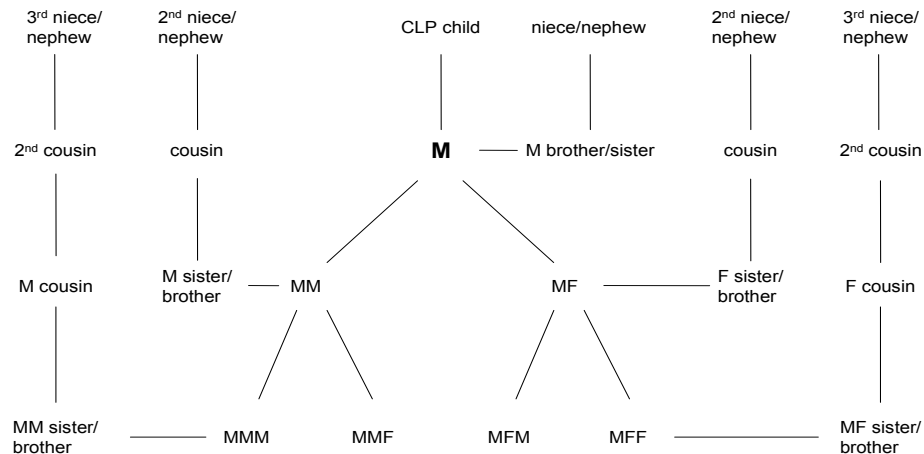 3rd niece/ 2nd niece/ CLP child niece/nephew 2nd niece/ 3rd niece/
nephew nephew nephew nephew
2nd cousin cousin M M brother/sister cousin 2nd cousin
M cousin M sister/ MM MF F sister/ F cousin
brother brother
MM sister/ MMM MMF MFM MFF MF sister/
brother brother